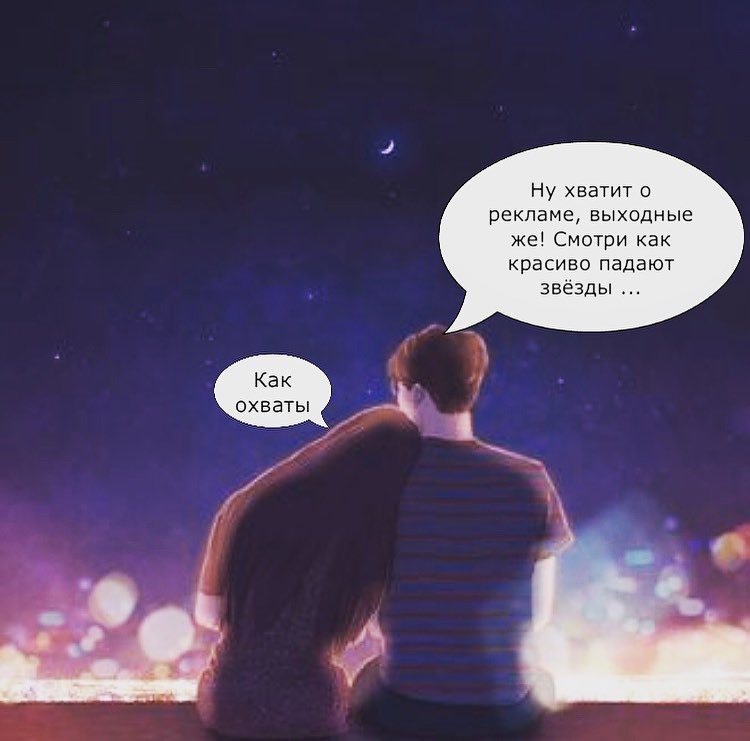 Ну хватит о
рекламе, выходные
же! Смотри как
красиво падают
звёзды ...
Как
охваты